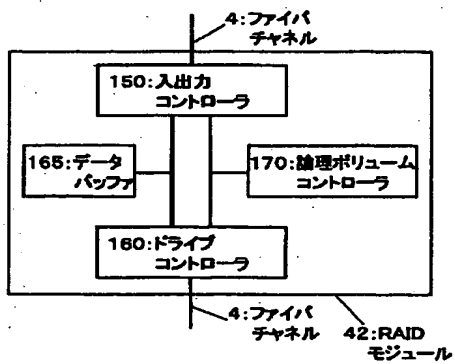 4:ファイバ
チャネル
150:入出力
コントローラ
165:データ
バッファ
170:論理ボリューム
コントローラ
160:ドライブ
コントローラ
4:ファイバ
チャネル
42:RAID
モジュール